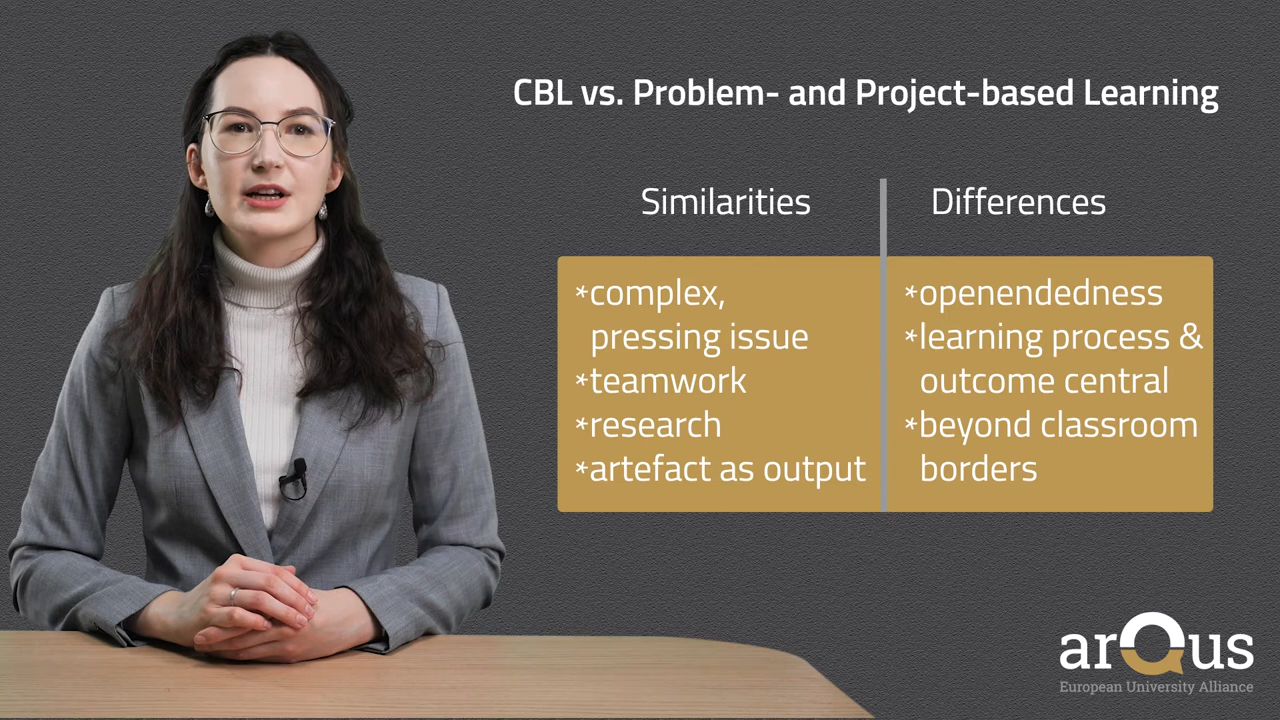 CBL vs. Problem- and Project-based Learning
Similarities
*complex,
pressing issue
*teamwork
*research
*artefact as output
Differences
*openendedness
*learning process &
outcome central
*beyond classroom
borders
arQus
European University Alliance